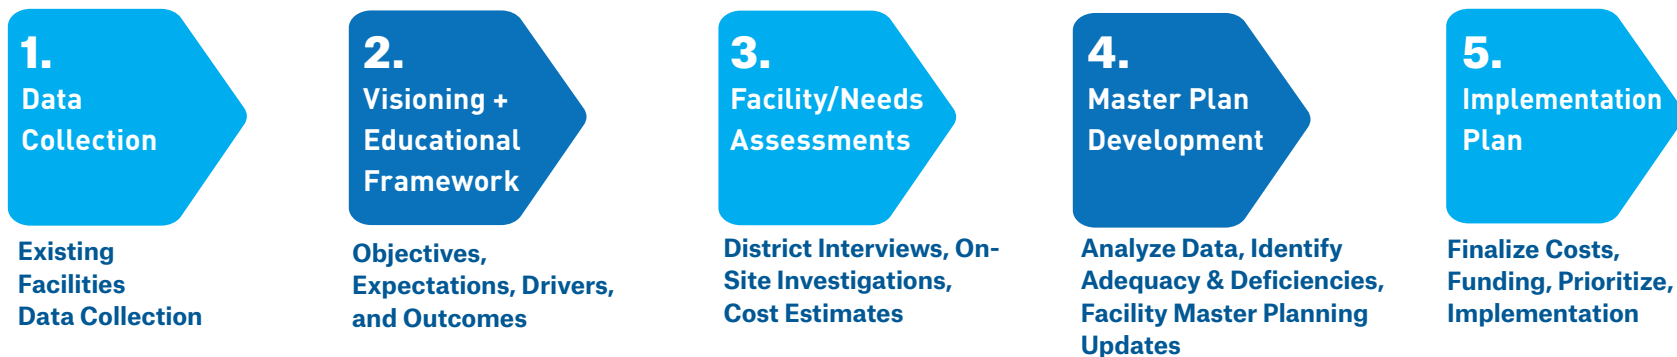 1.
Data
Collection
Existing
Facilities
Data Collection
2.
Visioning +
Educational
Framework
Objectives,
Expectations, Drivers,
and Outcomes
3.
Facility/Needs
Assessments
District Interviews, On-
Site Investigations,
Cost Estimates
4.
Master Plan
Development
Analyze Data, Identify
Adequacy & Deficiencies,
Facility Master Planning
Updates
5.
Implementation
Plan
Finalize Costs,
Funding, Prioritize,
Implementation